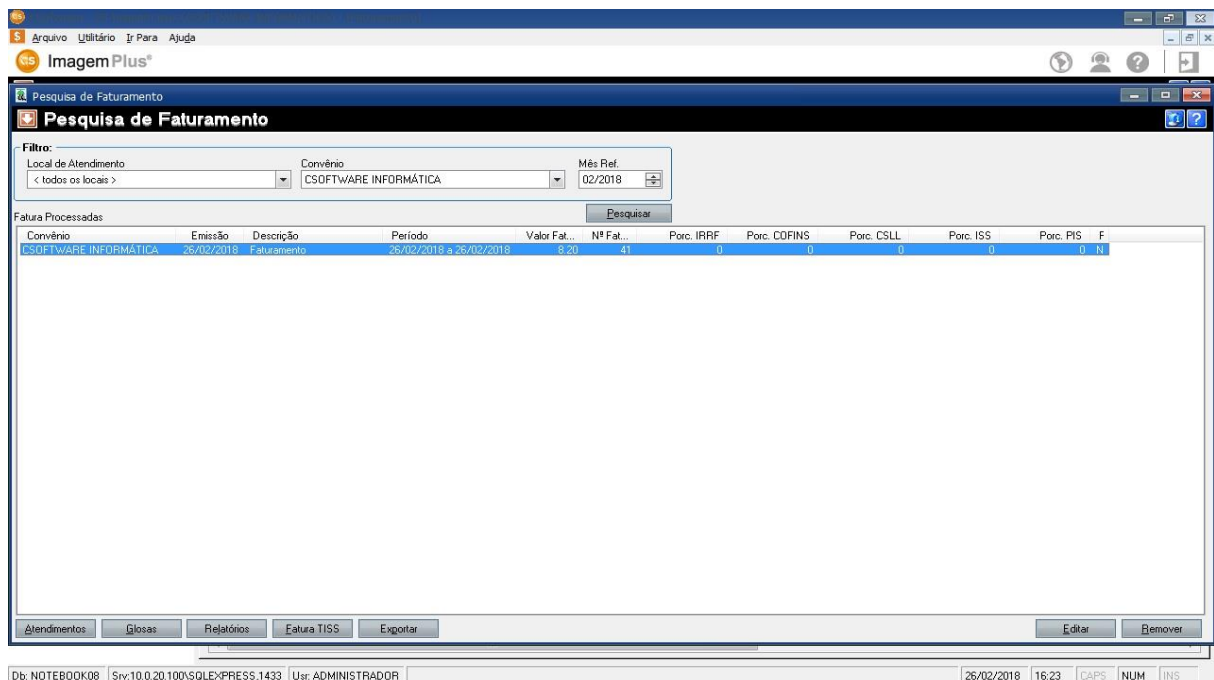 Arquivo Utilitário Ir Para Ajuda
CS ImagemPlus®
Pesquisa de Faturamento
Pesquisa de Faturamento
Filtro:
Local de Atendimento Convênio Mês Ref.
< todos os locais > CSOFTWARE INFORMÁTICA 02/2018
Fatura Processadas Pesquisar
Convênio Emissão Descrição Período Valor Fat... Nº Fat... Porc. IRRF Porc. COFINS Porc. CSLL Porc. ISS Porc. PIS F
CSOFTWARE INFORMÁTICA 26/02/2018 Faturamento 26/02/2018 a 26/02/2018 8.20 41 0 0 0 0 0 N
Atendimentos Glosas Relatórios Fatura TISS Exportar Editar Remover
Db: NOTEBOOK08 Srv:10.0.20.100\SQLEXPRESS,1433 Usr: ADMINISTRADOR 26/02/2018 16:23 CAPS NUM INS